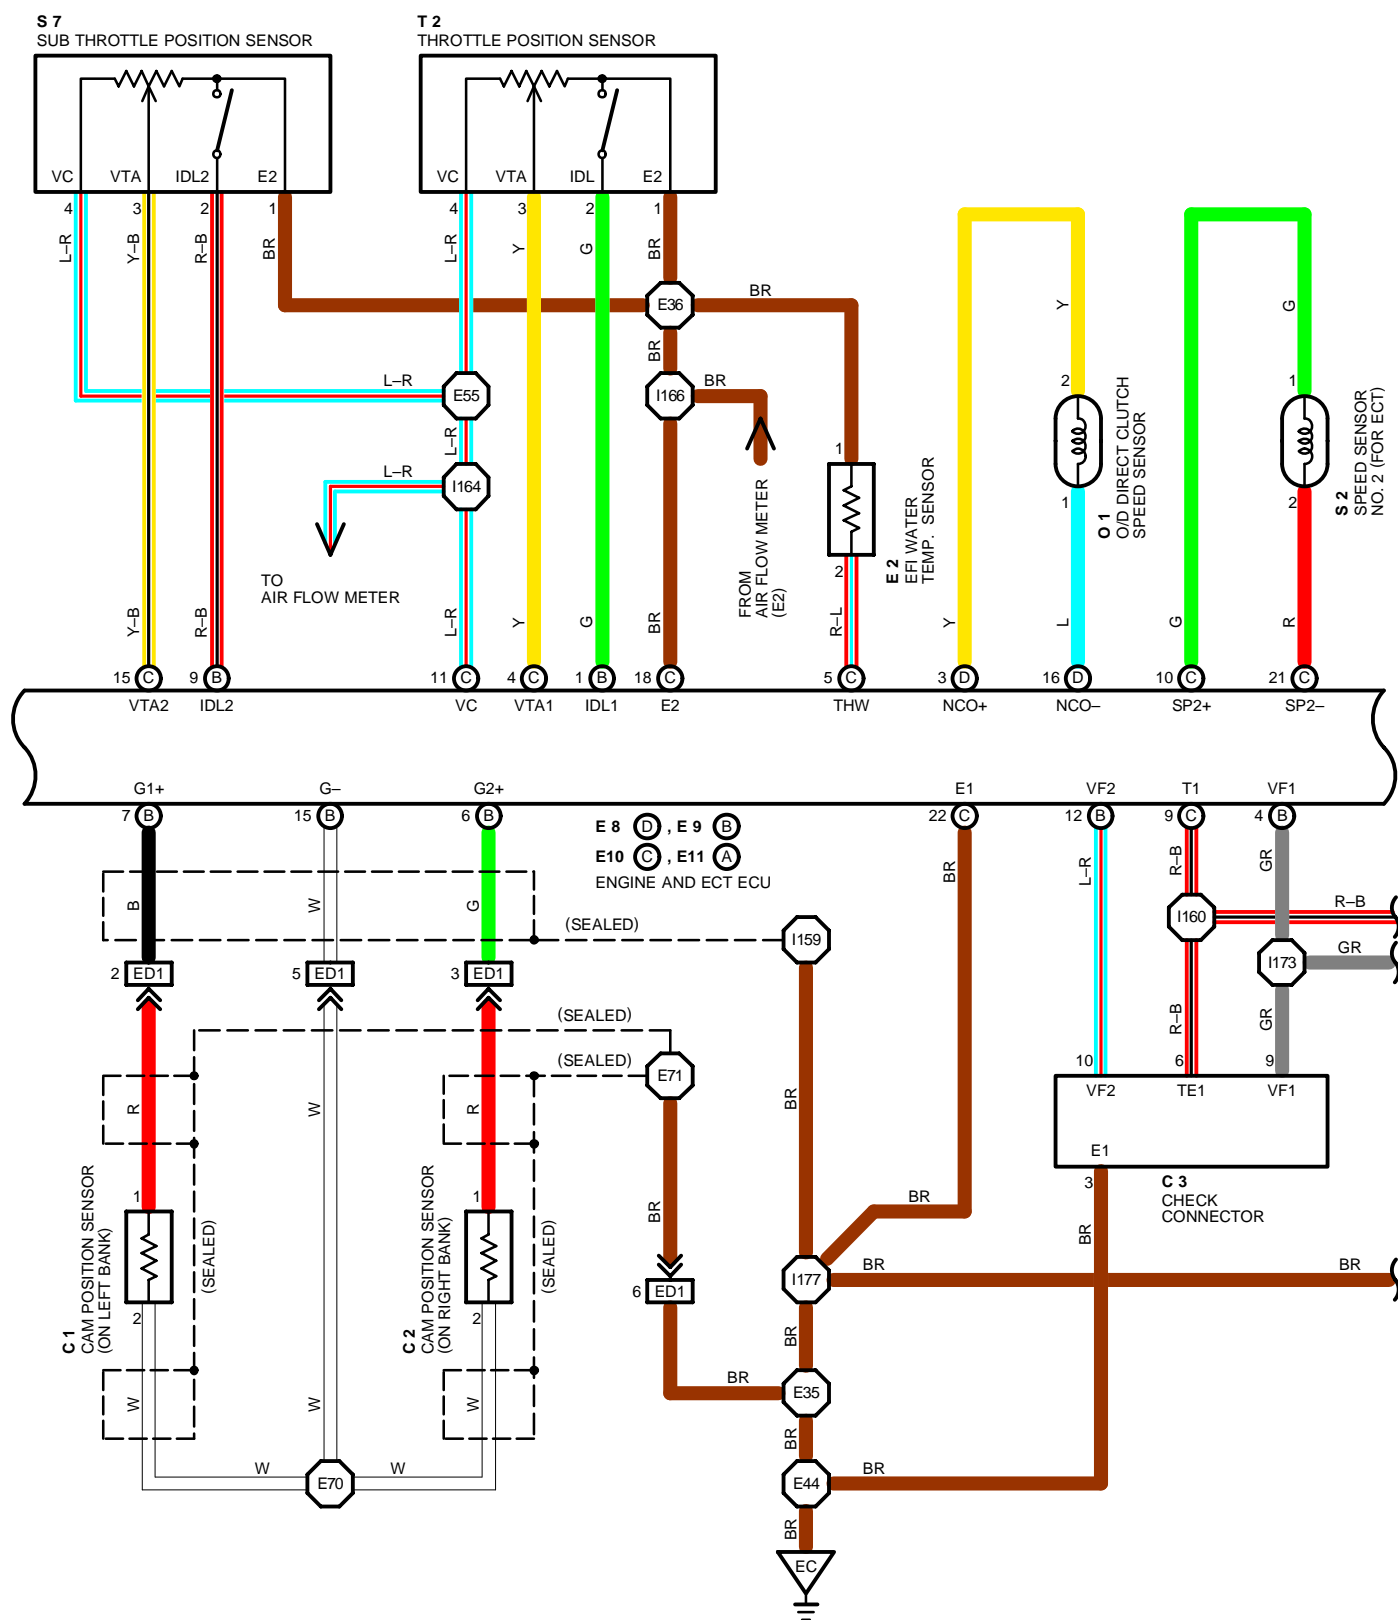 S 7
SUB THROTTLE POSITION SENSOR
T 2
THROTTLE POSITION SENSOR
VC VTA IDL2 E2
VC VTA IDL E2
4 3 2 1
4 3 2 1
L–R Y–B R–B BR
L–R Y G BR
E36
BR
Y
G
BR
L–R
E55
I166
BR
2
1
L–R
L–R
I164
1
1
2
TO
AIR FLOW METER
FROM
AIR FLOW METER
(E2)
2
E 2
EFI WATER
TEMP. SENSOR
O 1
O/D DIRECT CLUTCH
SPEED SENSOR
S 2
SPEED SENSOR
NO. 2 (FOR ECT)
Y–B R–B L–R Y G BR R–L Y L G R
15 C 9 B 11 C 4 C 1 B 18 C 5 C 3 D 16 D 10 C 21 C
VTA2 IDL2 VC VTA1 IDL1 E2 THW NCO+ NCO– SP2+ SP2–
G1+ G– G2+ E1 VF2 T1 VF1
7 B 15 B 6 B 22 C 12 B 9 C 4 B
E 8 D , E 9 B
E10 C , E11 A
ENGINE AND ECT ECU
B W G
BR
L–R R–B GR
(SEALED)
I159
I160
R–B
I173
GR
2 ED1 5 ED1 3 ED1
(SEALED)
(SEALED)
E71
R–B GR
10 6 9
VF2 TE1 VF1
R W R
BR
E1
3
C 3
CHECK
CONNECTOR
1
1
BR
BR
BR
C 1
CAM POSITION SENSOR
(ON LEFT BANK)
(SEALED)
C 2
CAM POSITION SENSOR
(ON RIGHT BANK)
(SEALED)
6 ED1
I177
BR
BR
2
2
BR
BR
E35
W W W
BR
W
E70
W
E44
BR
BR
EC